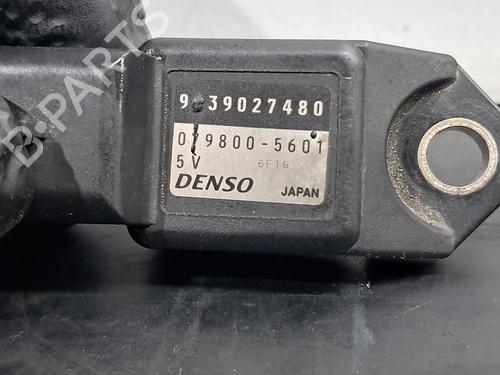 9639027480
079800-5601
5V 6F16
DENSO JAPAN
B-PARTS